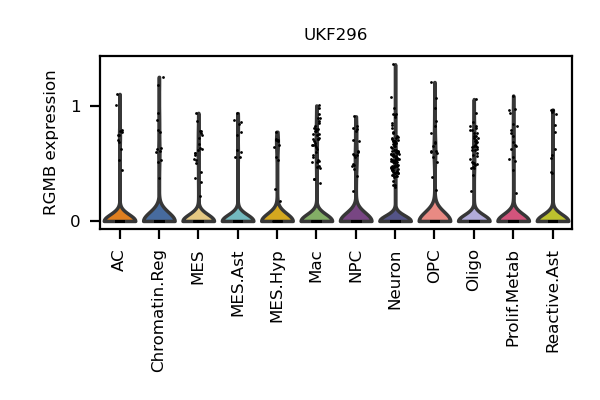 UKF296
RGMB expression
1
0
AC
Chromatin.Reg
MES
MES.Ast
MES.Hyp
Mac
NPC
Neuron
OPC
Oligo
Prolif.Metab
Reactive.Ast